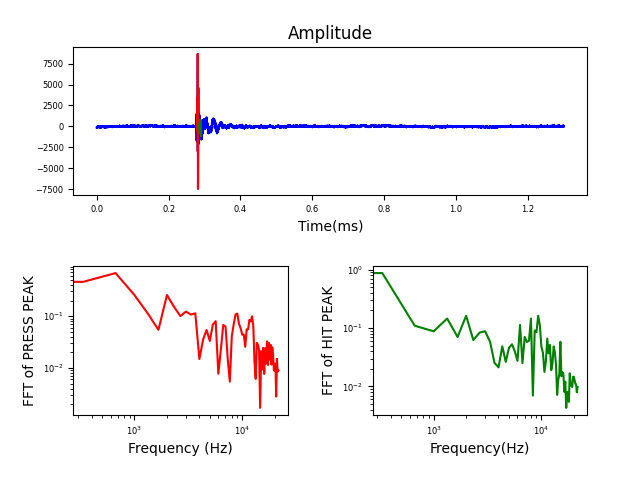 Amplitude
7500
5000
2500
0
−2500
−5000
−7500
0.0 0.2 0.4 0.6 0.8 1.0 1.2
Time(ms)
FFT of PRESS PEAK
10⁻¹
10⁻²
10³ 10⁴
Frequency (Hz)
FFT of HIT PEAK
10⁰
10⁻¹
10⁻²
10³ 10⁴
Frequency(Hz)